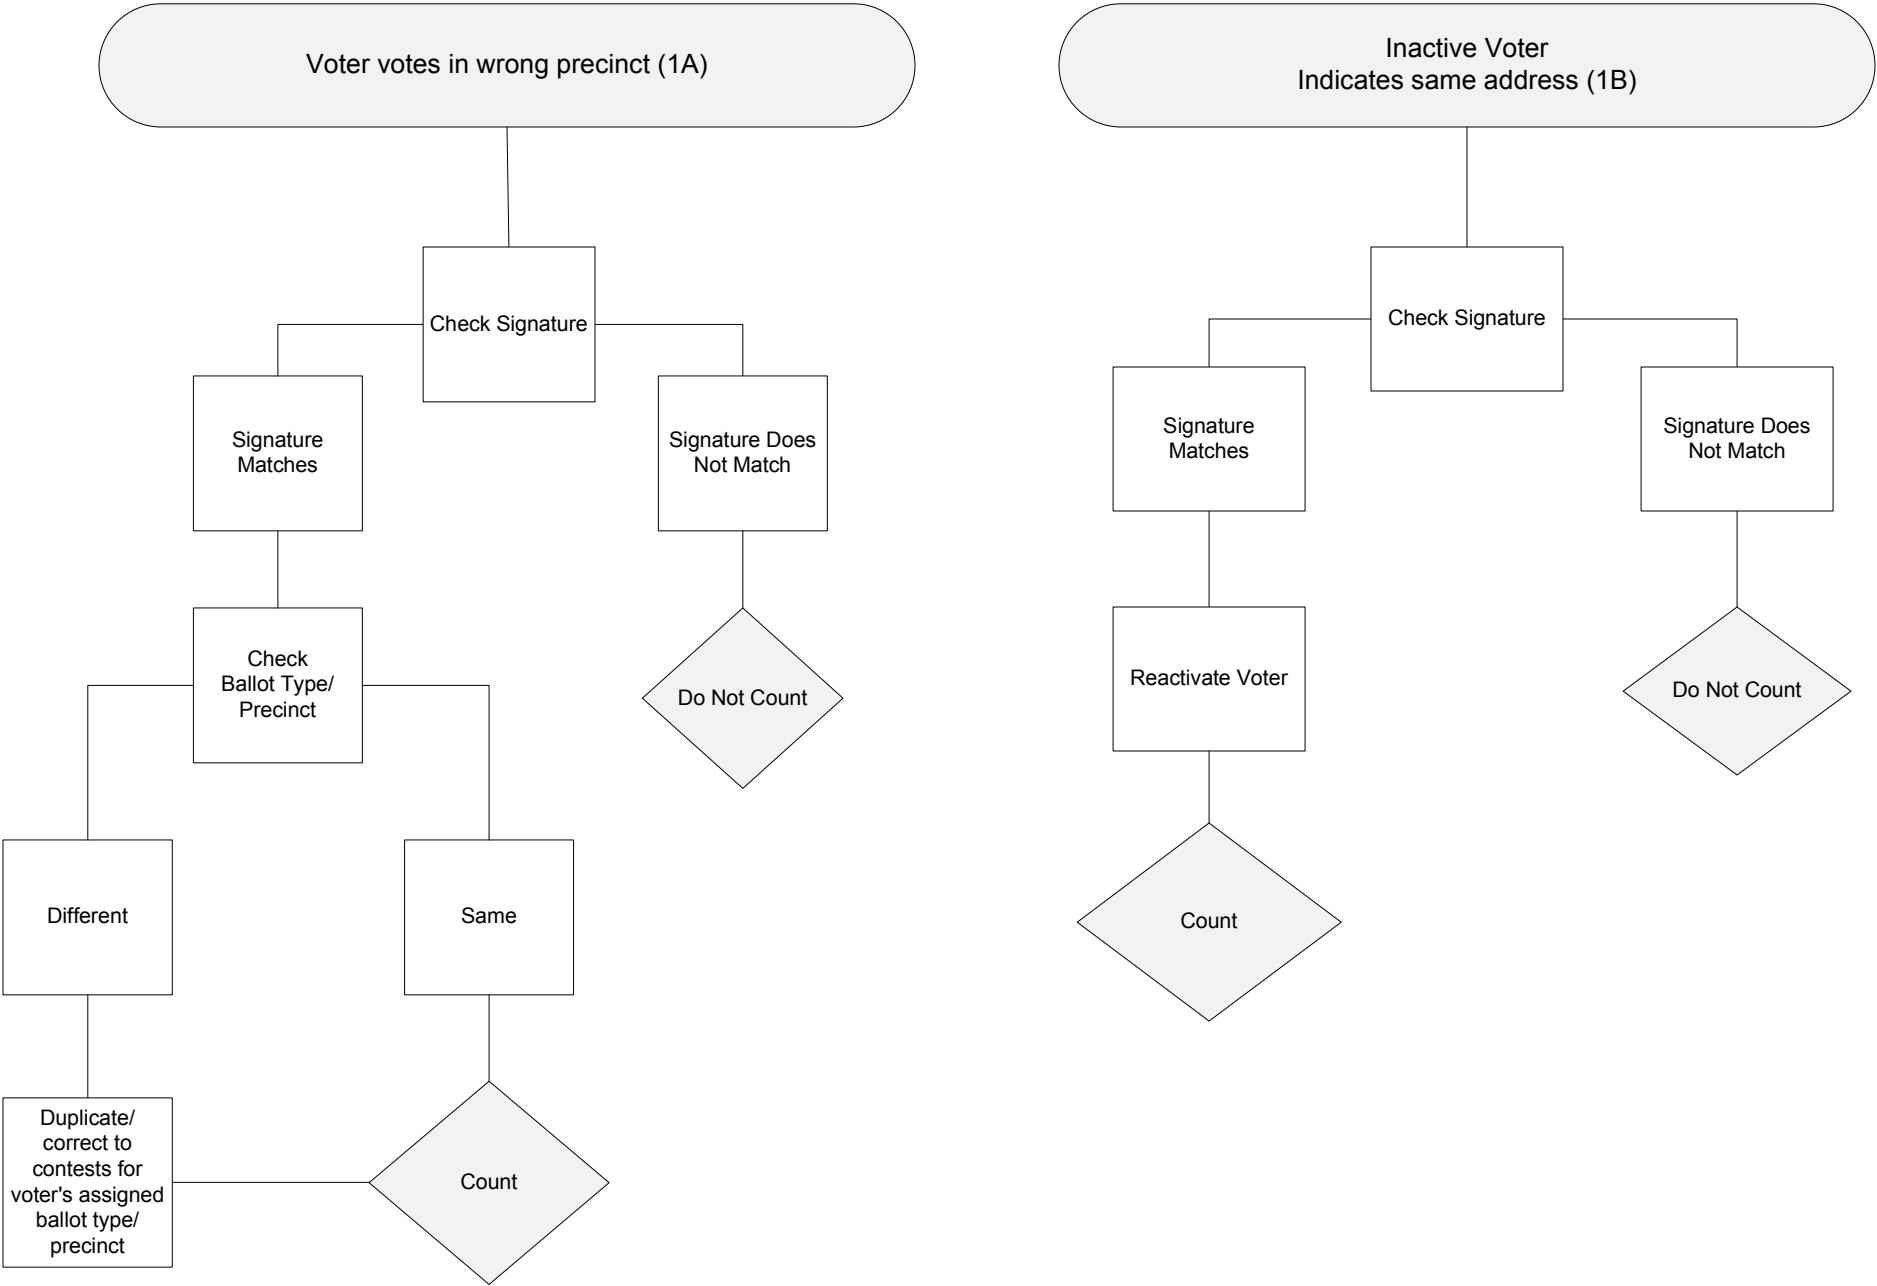 Voter votes in wrong precinct (1A)
Check Signature
Signature
Matches
Signature Does
Not Match
Check
Ballot Type/
Precinct
Do Not Count
Different
Same
Duplicate/
correct to
contests for
voter's assigned
ballot type/
precinct
Count
Inactive Voter
Indicates same address (1B)
Check Signature
Signature
Matches
Signature Does
Not Match
Reactivate Voter
Do Not Count
Count